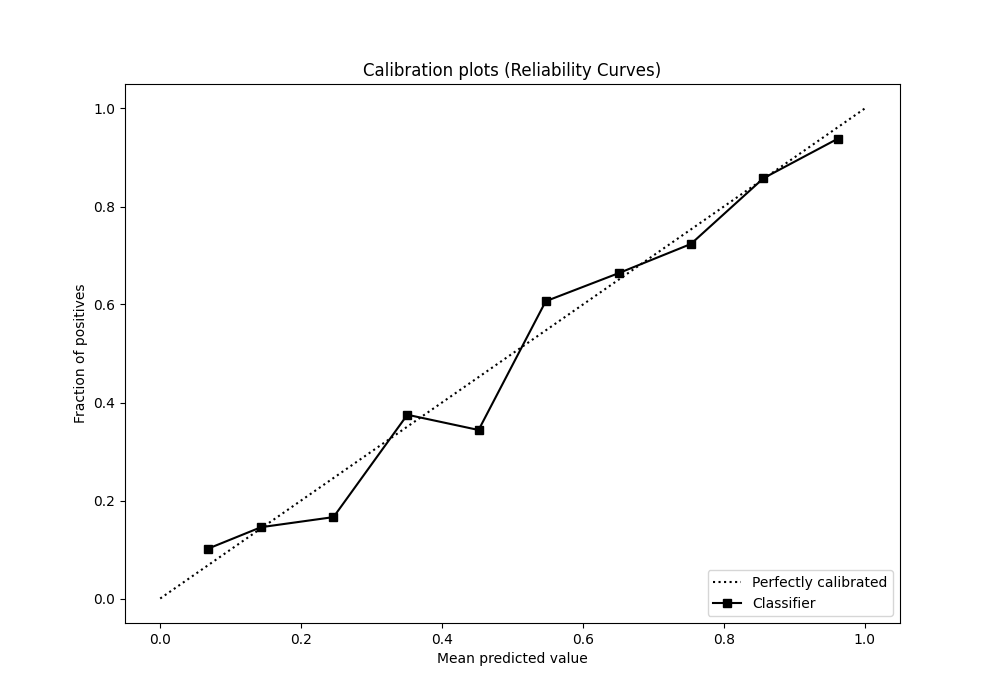 Calibration plots (Reliability Curves)
1.0
0.8
0.6
0.4
0.2
0.0
Fraction of positives
0.0 0.2 0.4 0.6 0.8 1.0
Mean predicted value
Perfectly calibrated
Classifier